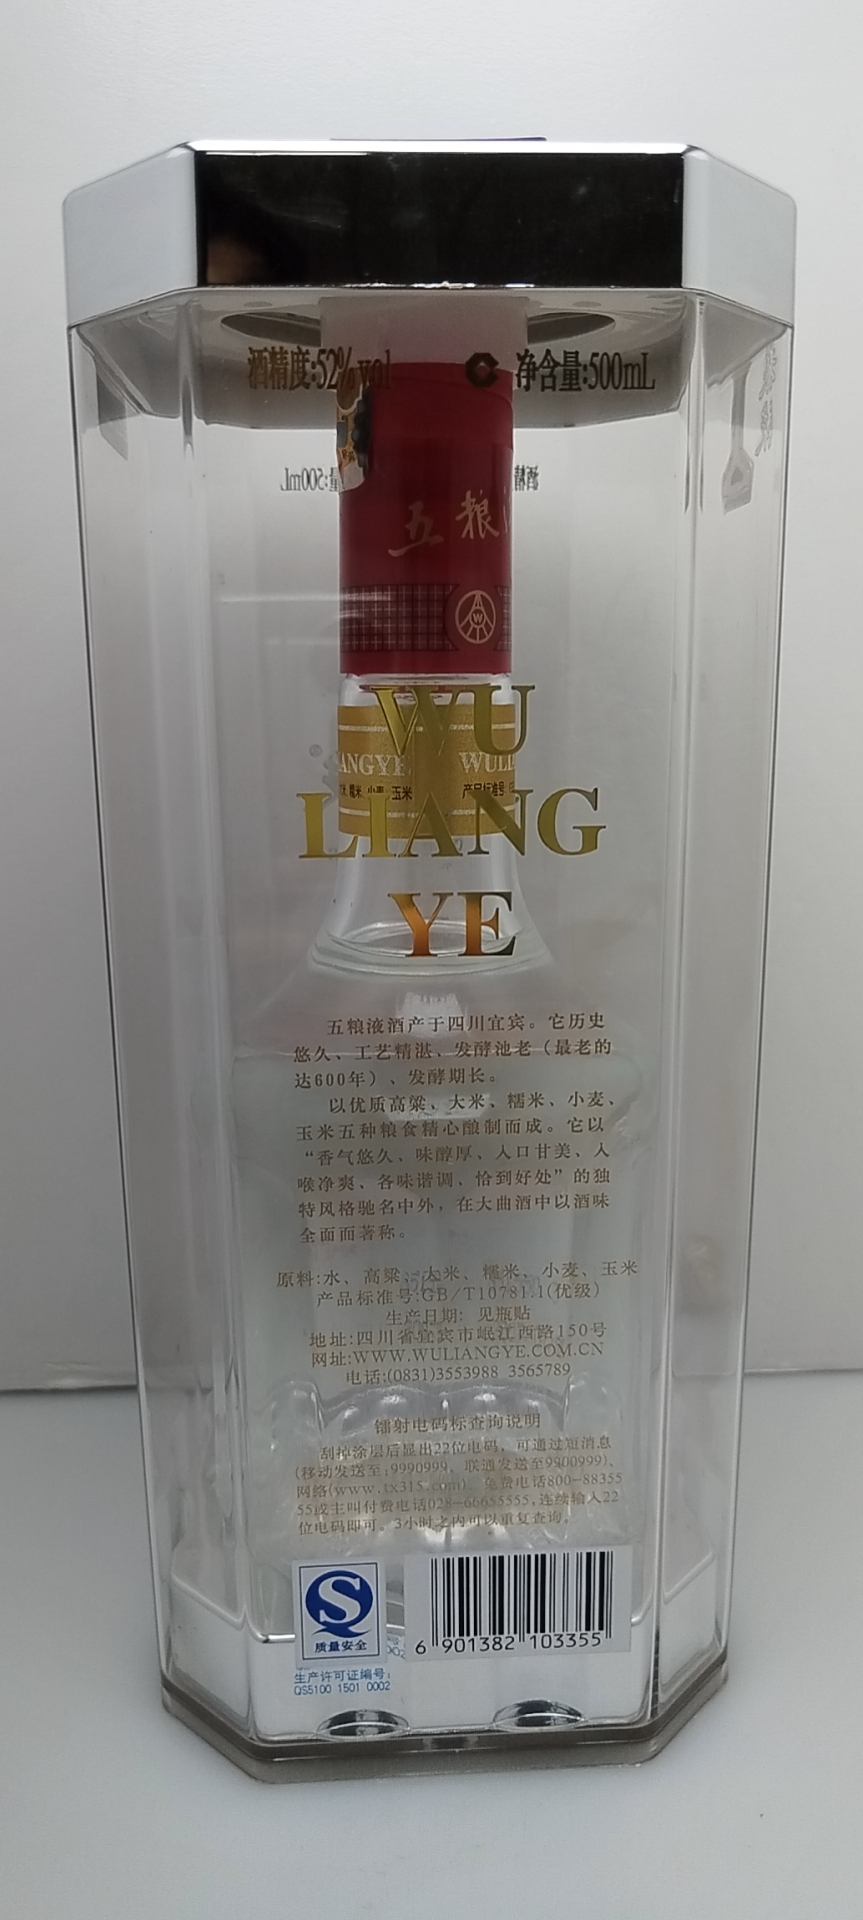 酒精度:52%vol 净含量:500mL
五粮
WU
ANGYE WULI
糯米、小麦、玉米 产品标准号
LIANG
YE
五粮液酒产于四川宜宾。它历史
悠久、工艺精湛、发酵池老（最老的
达600年）、发酵期长。
以优质高粱、大米、糯米、小麦、
玉米五种粮食精心酿制而成。它以
“香气悠久、味醇厚、入口甘美、入
喉净爽、各味谐调、恰到好处”的独
特风格驰名中外，在大曲酒中以酒味
全面而著称。
原料:水、高粱、大米、糯米、小麦、玉米
产品标准号:GB/T10781.1(优级)
生产日期: 见瓶贴
地址:四川省宜宾市岷江西路150号
网址:WWW.WULIANGYE.COM.CN
电话:(0831)3553988 3565789
镭射电码标查询说明
刮掉涂层后显出22位电码，可通过短消息
(移动发送至:9990999，联通发送至9900999)、
网络(www.tx315.com)、免费电话800-88355
55或主叫付费电话028-66655555,连续输入22
位电码即可。3小时之内可以重复查询。
质量安全
6 901382 103355
生产许可证编号:
QS5100 1501 0002